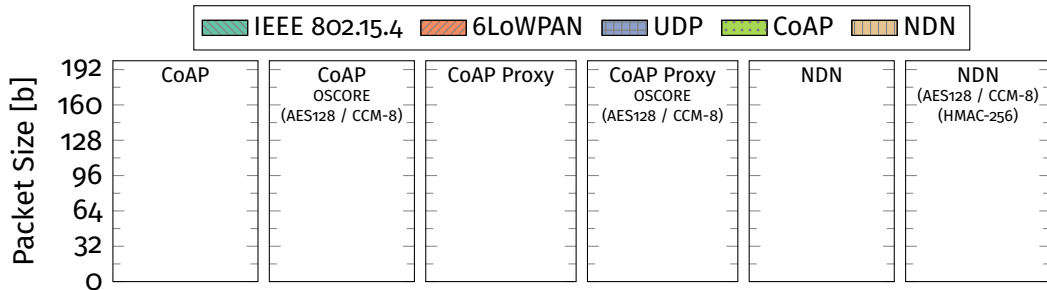 IEEE 802.15.4 6LoWPAN UDP CoAP NDN
Packet Size [b]
192
160
128
96
64
32
0
CoAP
CoAP
OSCORE
(AES128 / CCM-8)
CoAP Proxy
CoAP Proxy
OSCORE
(AES128 / CCM-8)
NDN
NDN
(AES128 / CCM-8)
(HMAC-256)